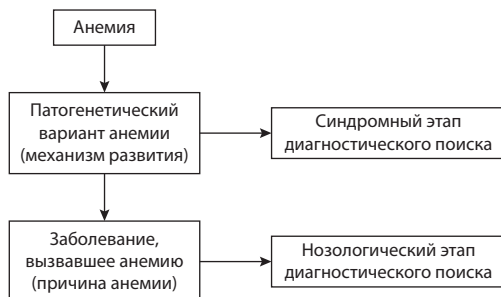 Анемия
Патогенетический
вариант анемии
(механизм развития)
Синдромный этап
диагностического поиска
Заболевание,
вызвавшее анемию
(причина анемии)
Нозологический этап
диагностического поиска